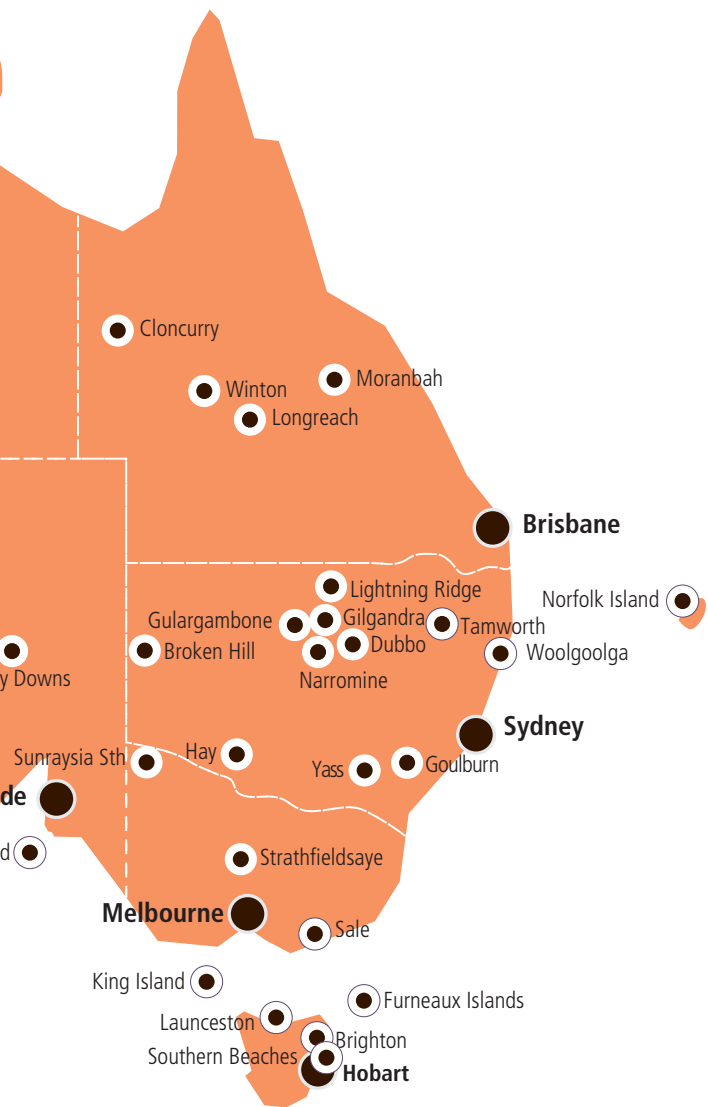 Cloncurry
Moranbah
Winton
Longreach
Brisbane
Lightning Ridge
Norfolk Island
Gulargambone
Gilgandra
Tamworth
Dubbo
Broken Hill
Woolgoolga
y Downs
Narromine
Sydney
Hay
Sunraysia Sth
Goulburn
Yass
de
d
Strathfieldsaye
Melbourne
Sale
King Island
Furneaux Islands
Launceston
Brighton
Southern Beaches
Hobart